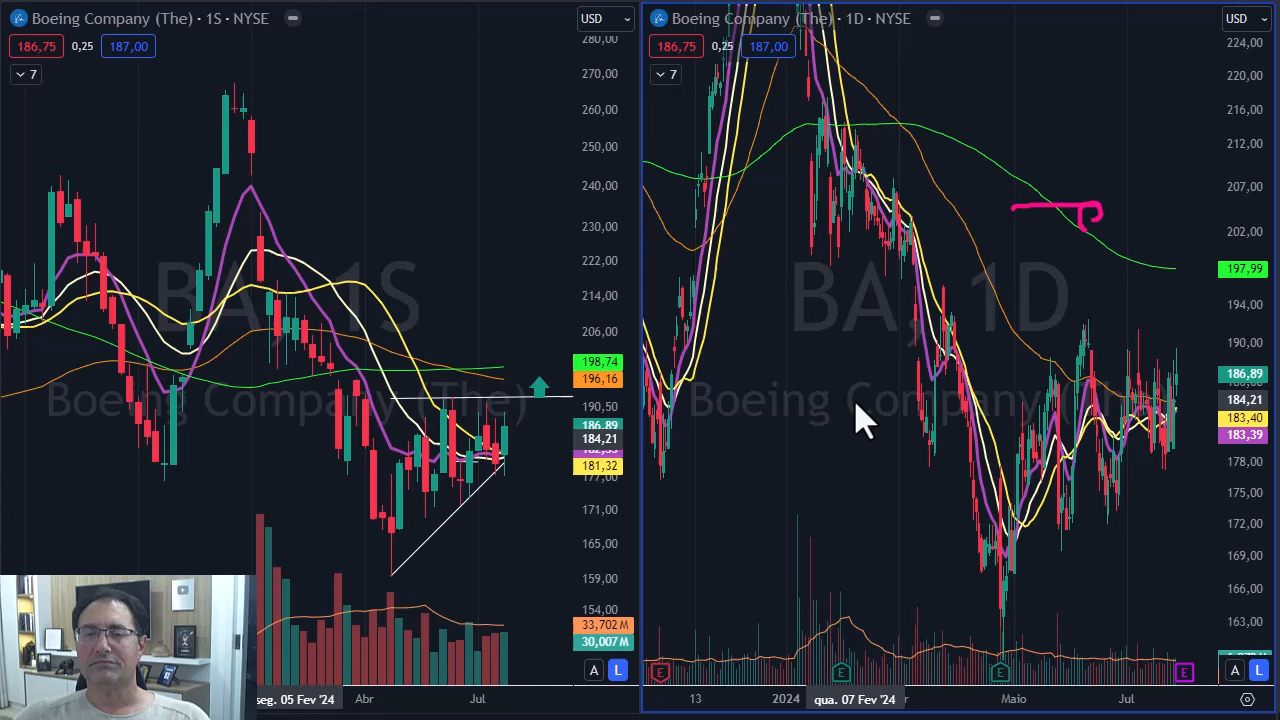 Boeing Company (The) · 1S · NYSE
USD
186,75 0,25 187,00
7
280,00
270,00
260,00
250,00
240,00
230,00
222,00
214,00
206,00
198,74
196,16
190,50
186,89
184,21
181,32
177,00
171,00
165,00
159,00
154,00
33,702 M
30,007 M
BA, 1S
Boeing Company (The)
A L
seg. 05 Fev '24 Abr Jul
Boeing Company (The) · 1D · NYSE
USD
186,75 0,25 187,00
7
224,00
220,00
216,00
212,00
207,00
202,00
197,99
194,00
190,00
186,89
184,21
183,40
183,39
178,00
175,00
172,00
169,00
166,00
163,00
BA, 1D
Boeing Company (The)
E E E E
A L
13 2024 qua. 07 Fev '24 Maio Jul